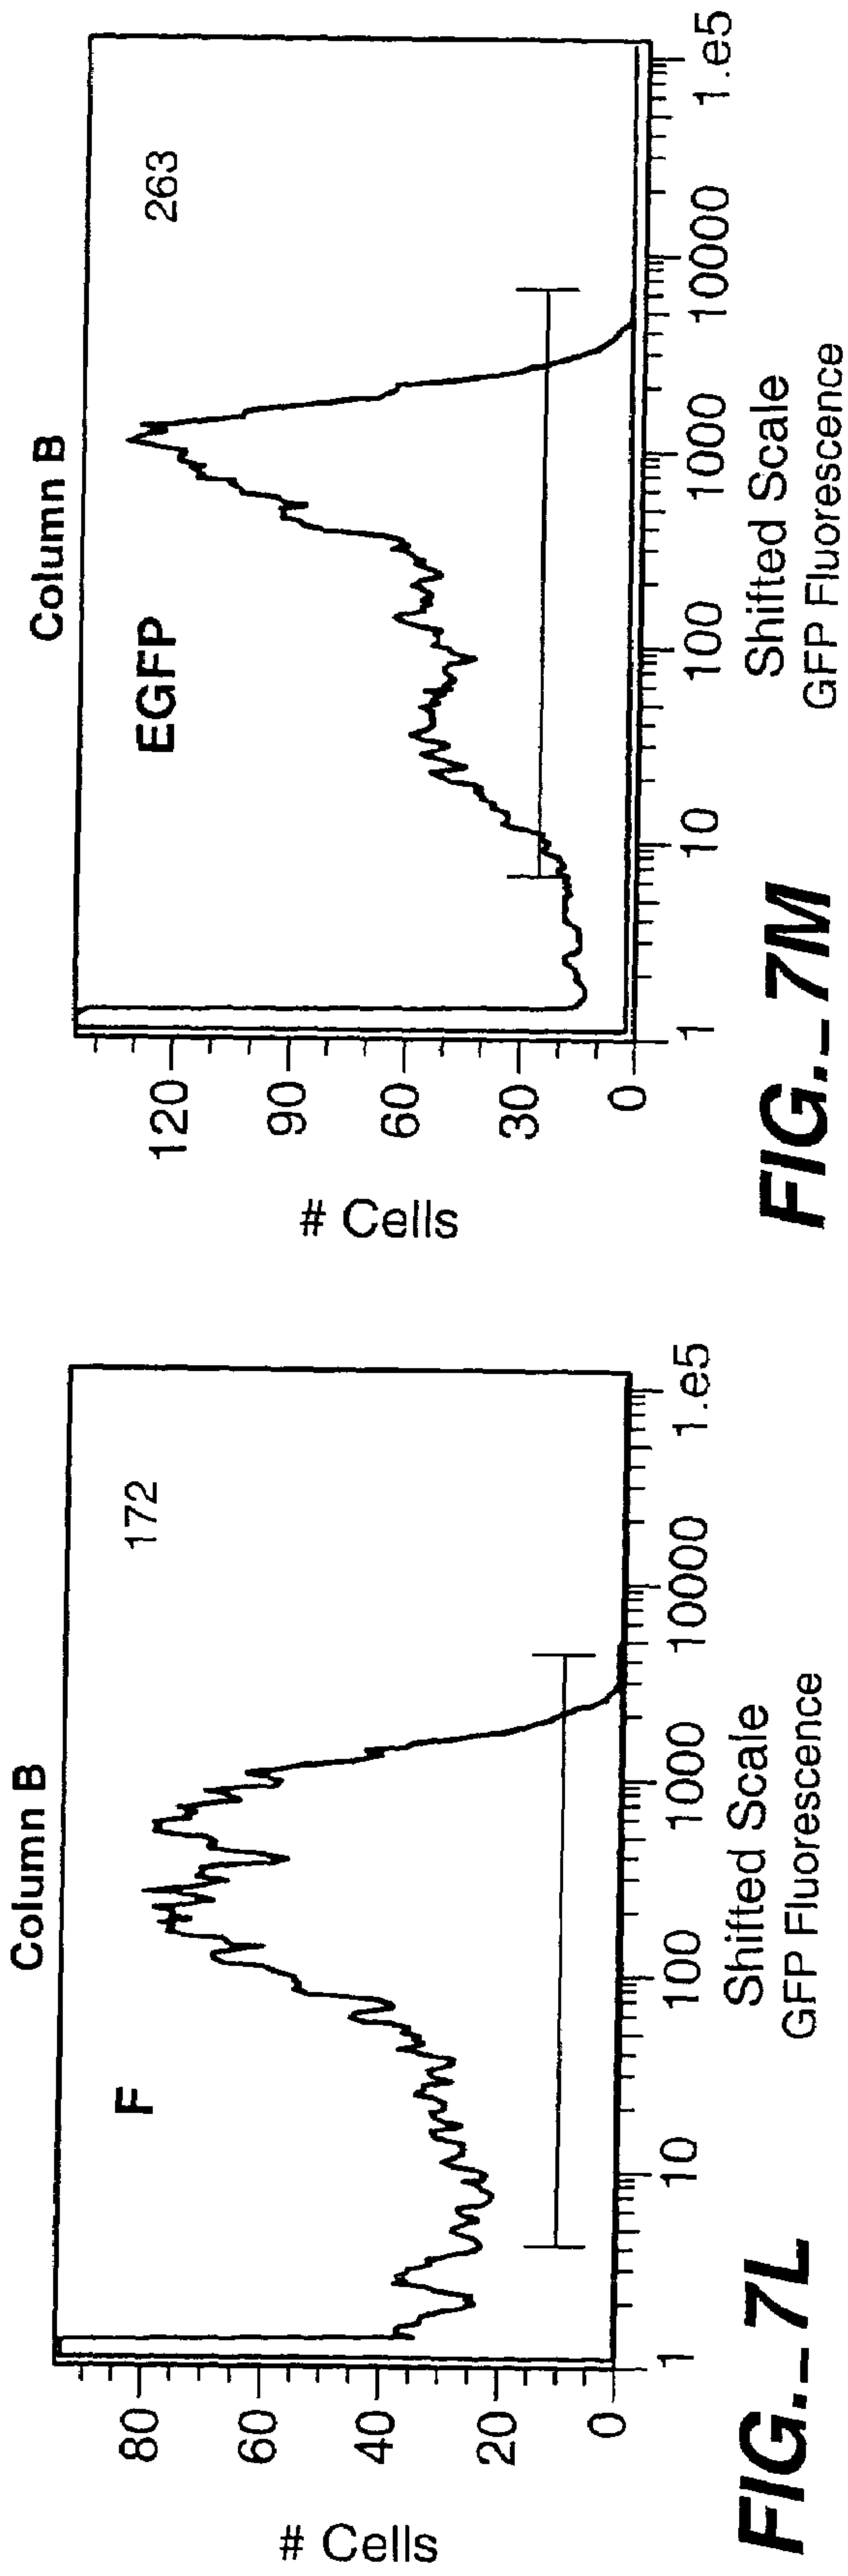 Column B
F
172
80
60
40
20
0
# Cells
1
10
100
1000
10000
1.e5
Shifted Scale
GFP Fluorescence
FIG._7L
Column B
EGFP
263
120
90
60
30
0
# Cells
1
10
100
1000
10000
1.e5
Shifted Scale
GFP Fluorescence
FIG._7M